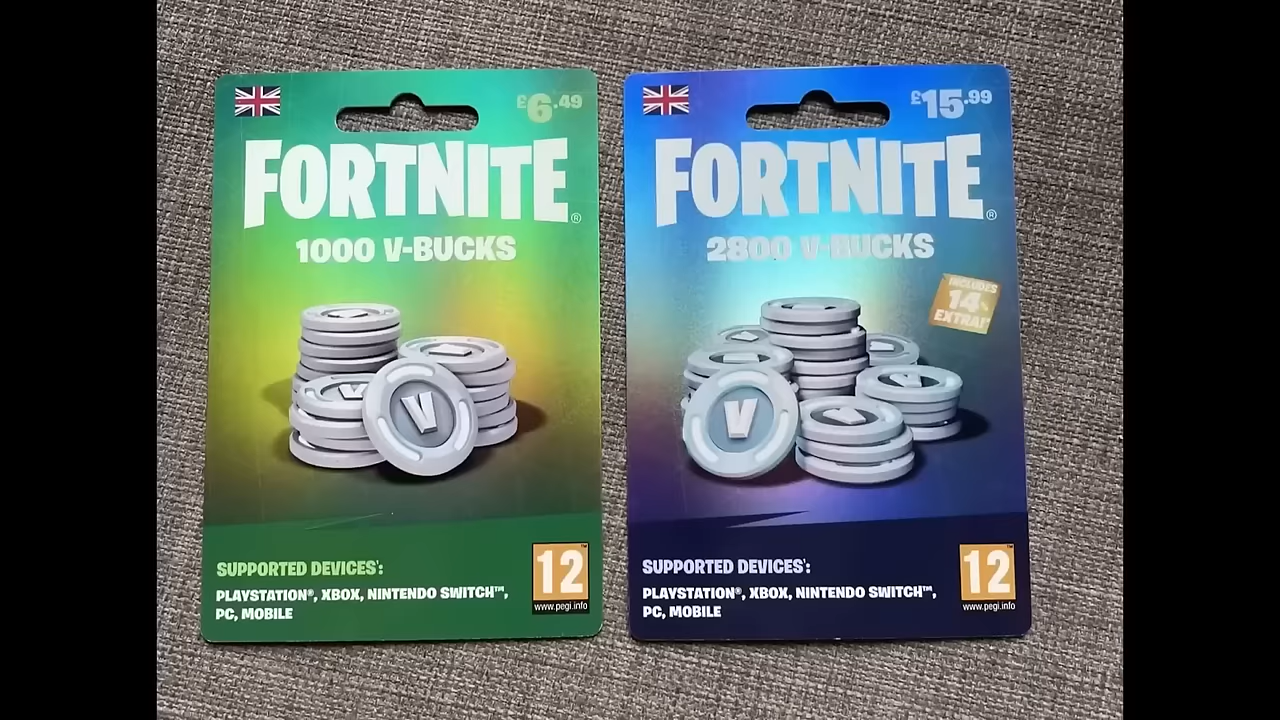 £6.49
FORTNITE®
1000 V-BUCKS
V
SUPPORTED DEVICES*:
PLAYSTATION®, XBOX, NINTENDO SWITCH™,
PC, MOBILE
12
www.pegi.info
£15.99
FORTNITE®
2800 V-BUCKS
INCLUDES
14%
EXTRA!*
V
SUPPORTED DEVICES*:
PLAYSTATION®, XBOX, NINTENDO SWITCH™,
PC, MOBILE
12
www.pegi.info